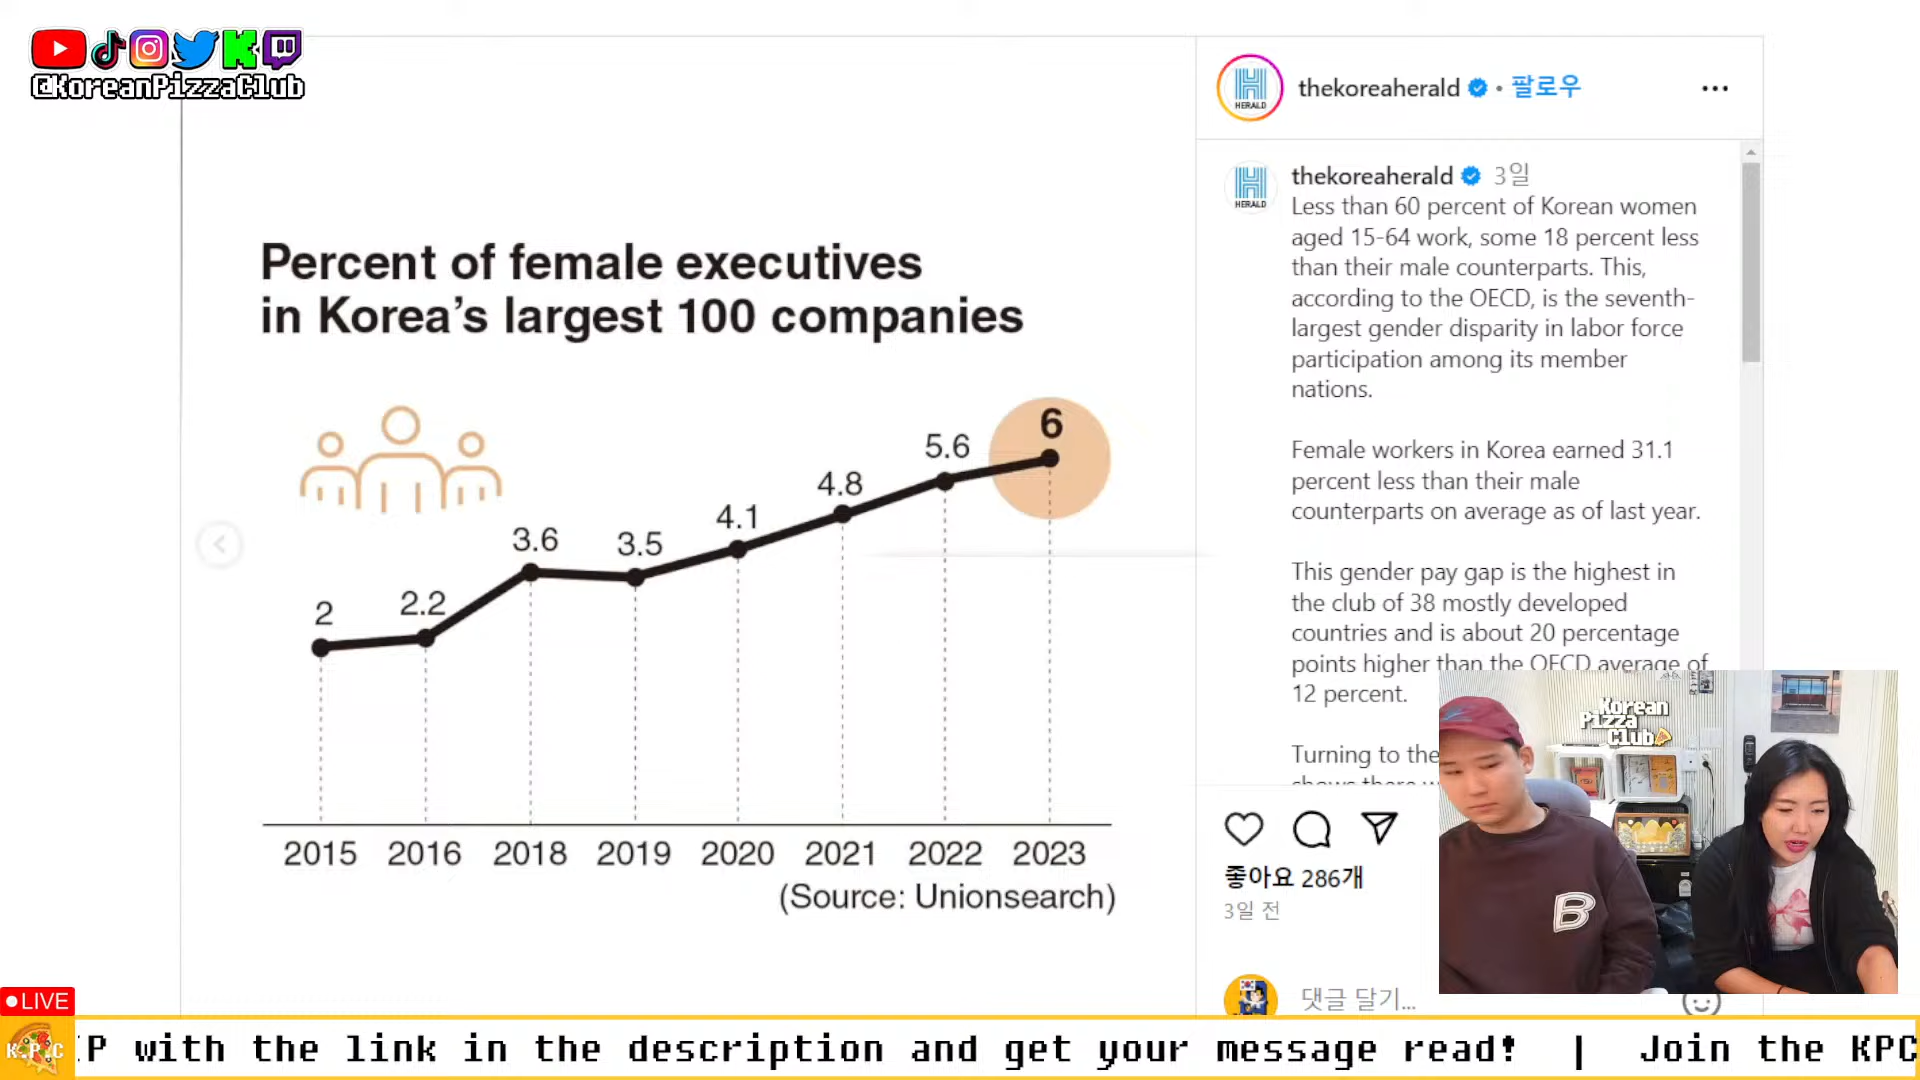 @KoreanPizzaClub
Percent of female executives
in Korea's largest 100 companies
2
2.2
3.6
3.5
4.1
4.8
5.6
6
2015 2016 2018 2019 2020 2021 2022 2023
(Source: Unionsearch)
HERALD
thekoreaherald • 팔로우
HERALD
thekoreaherald 3일
Less than 60 percent of Korean women
aged 15-64 work, some 18 percent less
than their male counterparts. This,
according to the OECD, is the seventh-
largest gender disparity in labor force
participation among its member
nations.
Female workers in Korea earned 31.1
percent less than their male
counterparts on average as of last year.
This gender pay gap is the highest in
the club of 38 mostly developed
countries and is about 20 percentage
points higher than the OECD average of
12 percent.
Turning to the
좋아요 286개
3일 전
댓글 달기...
Korean
Pizza
Club
B
LIVE
K.P.C
IP with the link in the description and get your message read! | Join the KPC